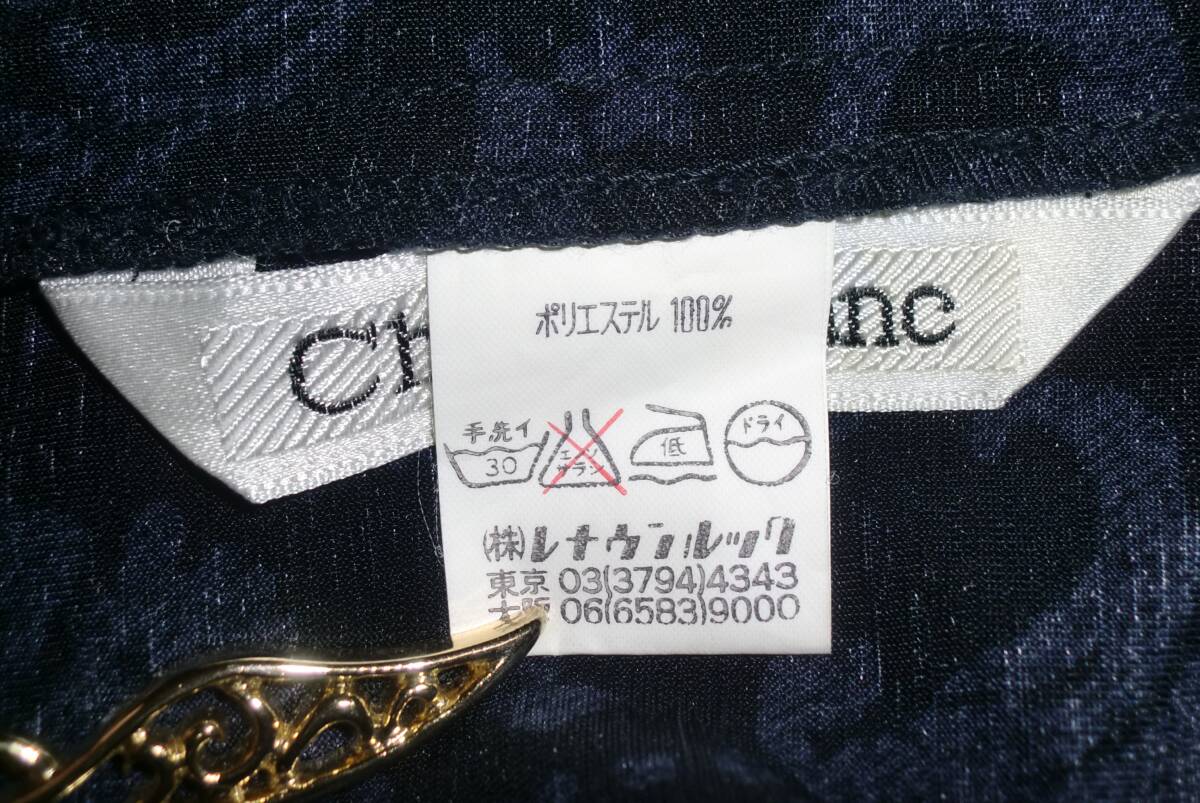 ポリエステル 100%
手洗イ 30 エンソサラシ 低 ドライ
(株)レナウンルック
東京 03(3794)4343
大阪 06(6583)9000